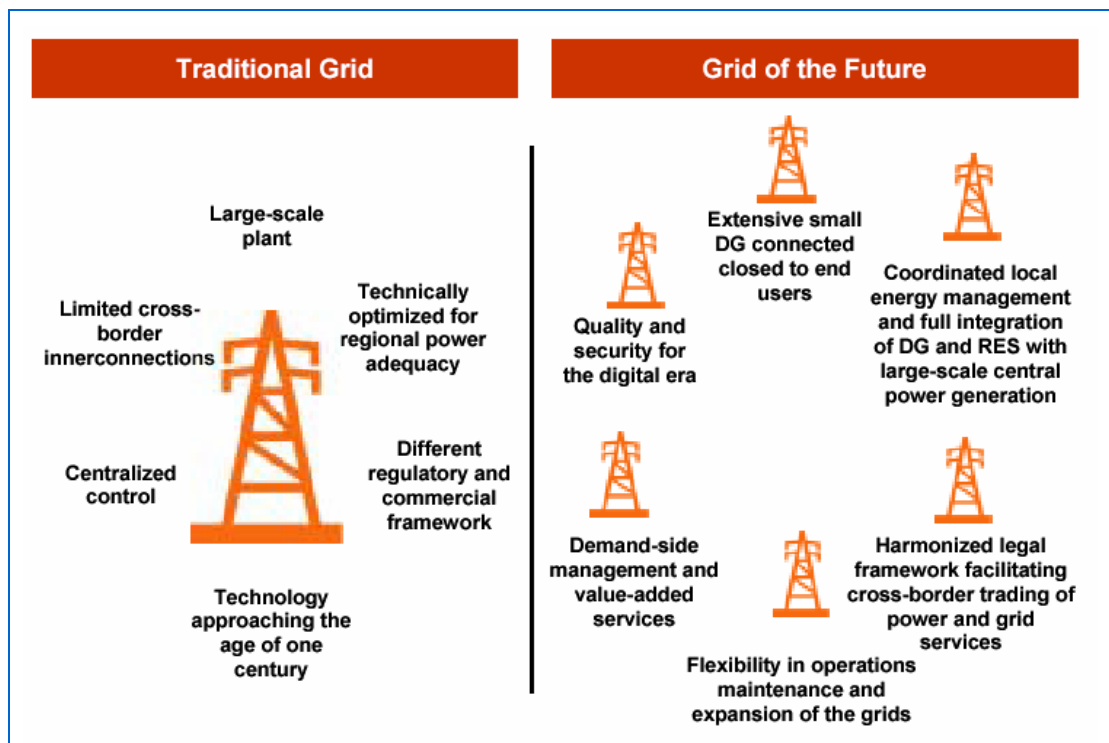 Traditional Grid
Large-scale
plant
Limited cross-
border
innerconnections
Technically
optimized for
regional power
adequacy
Centralized
control
Different
regulatory and
commercial
framework
Technology
approaching the
age of one
century
Grid of the Future
Extensive small
DG connected
closed to end
users
Quality and
security for
the digital era
Coordinated local
energy management
and full integration
of DG and RES with
large-scale central
power generation
Demand-side
management and
value-added
services
Harmonized legal
framework facilitating
cross-border trading of
power and grid
services
Flexibility in operations
maintenance and
expansion of the grids